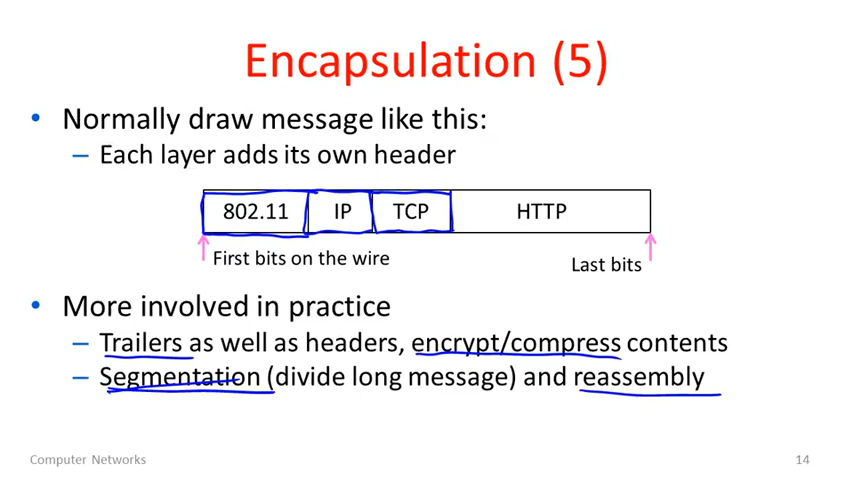 Encapsulation (5)
• Normally draw message like this:
– Each layer adds its own header
802.11 IP TCP HTTP
First bits on the wire
Last bits
• More involved in practice
– Trailers as well as headers, encrypt/compress contents
– Segmentation (divide long message) and reassembly
Computer Networks 14